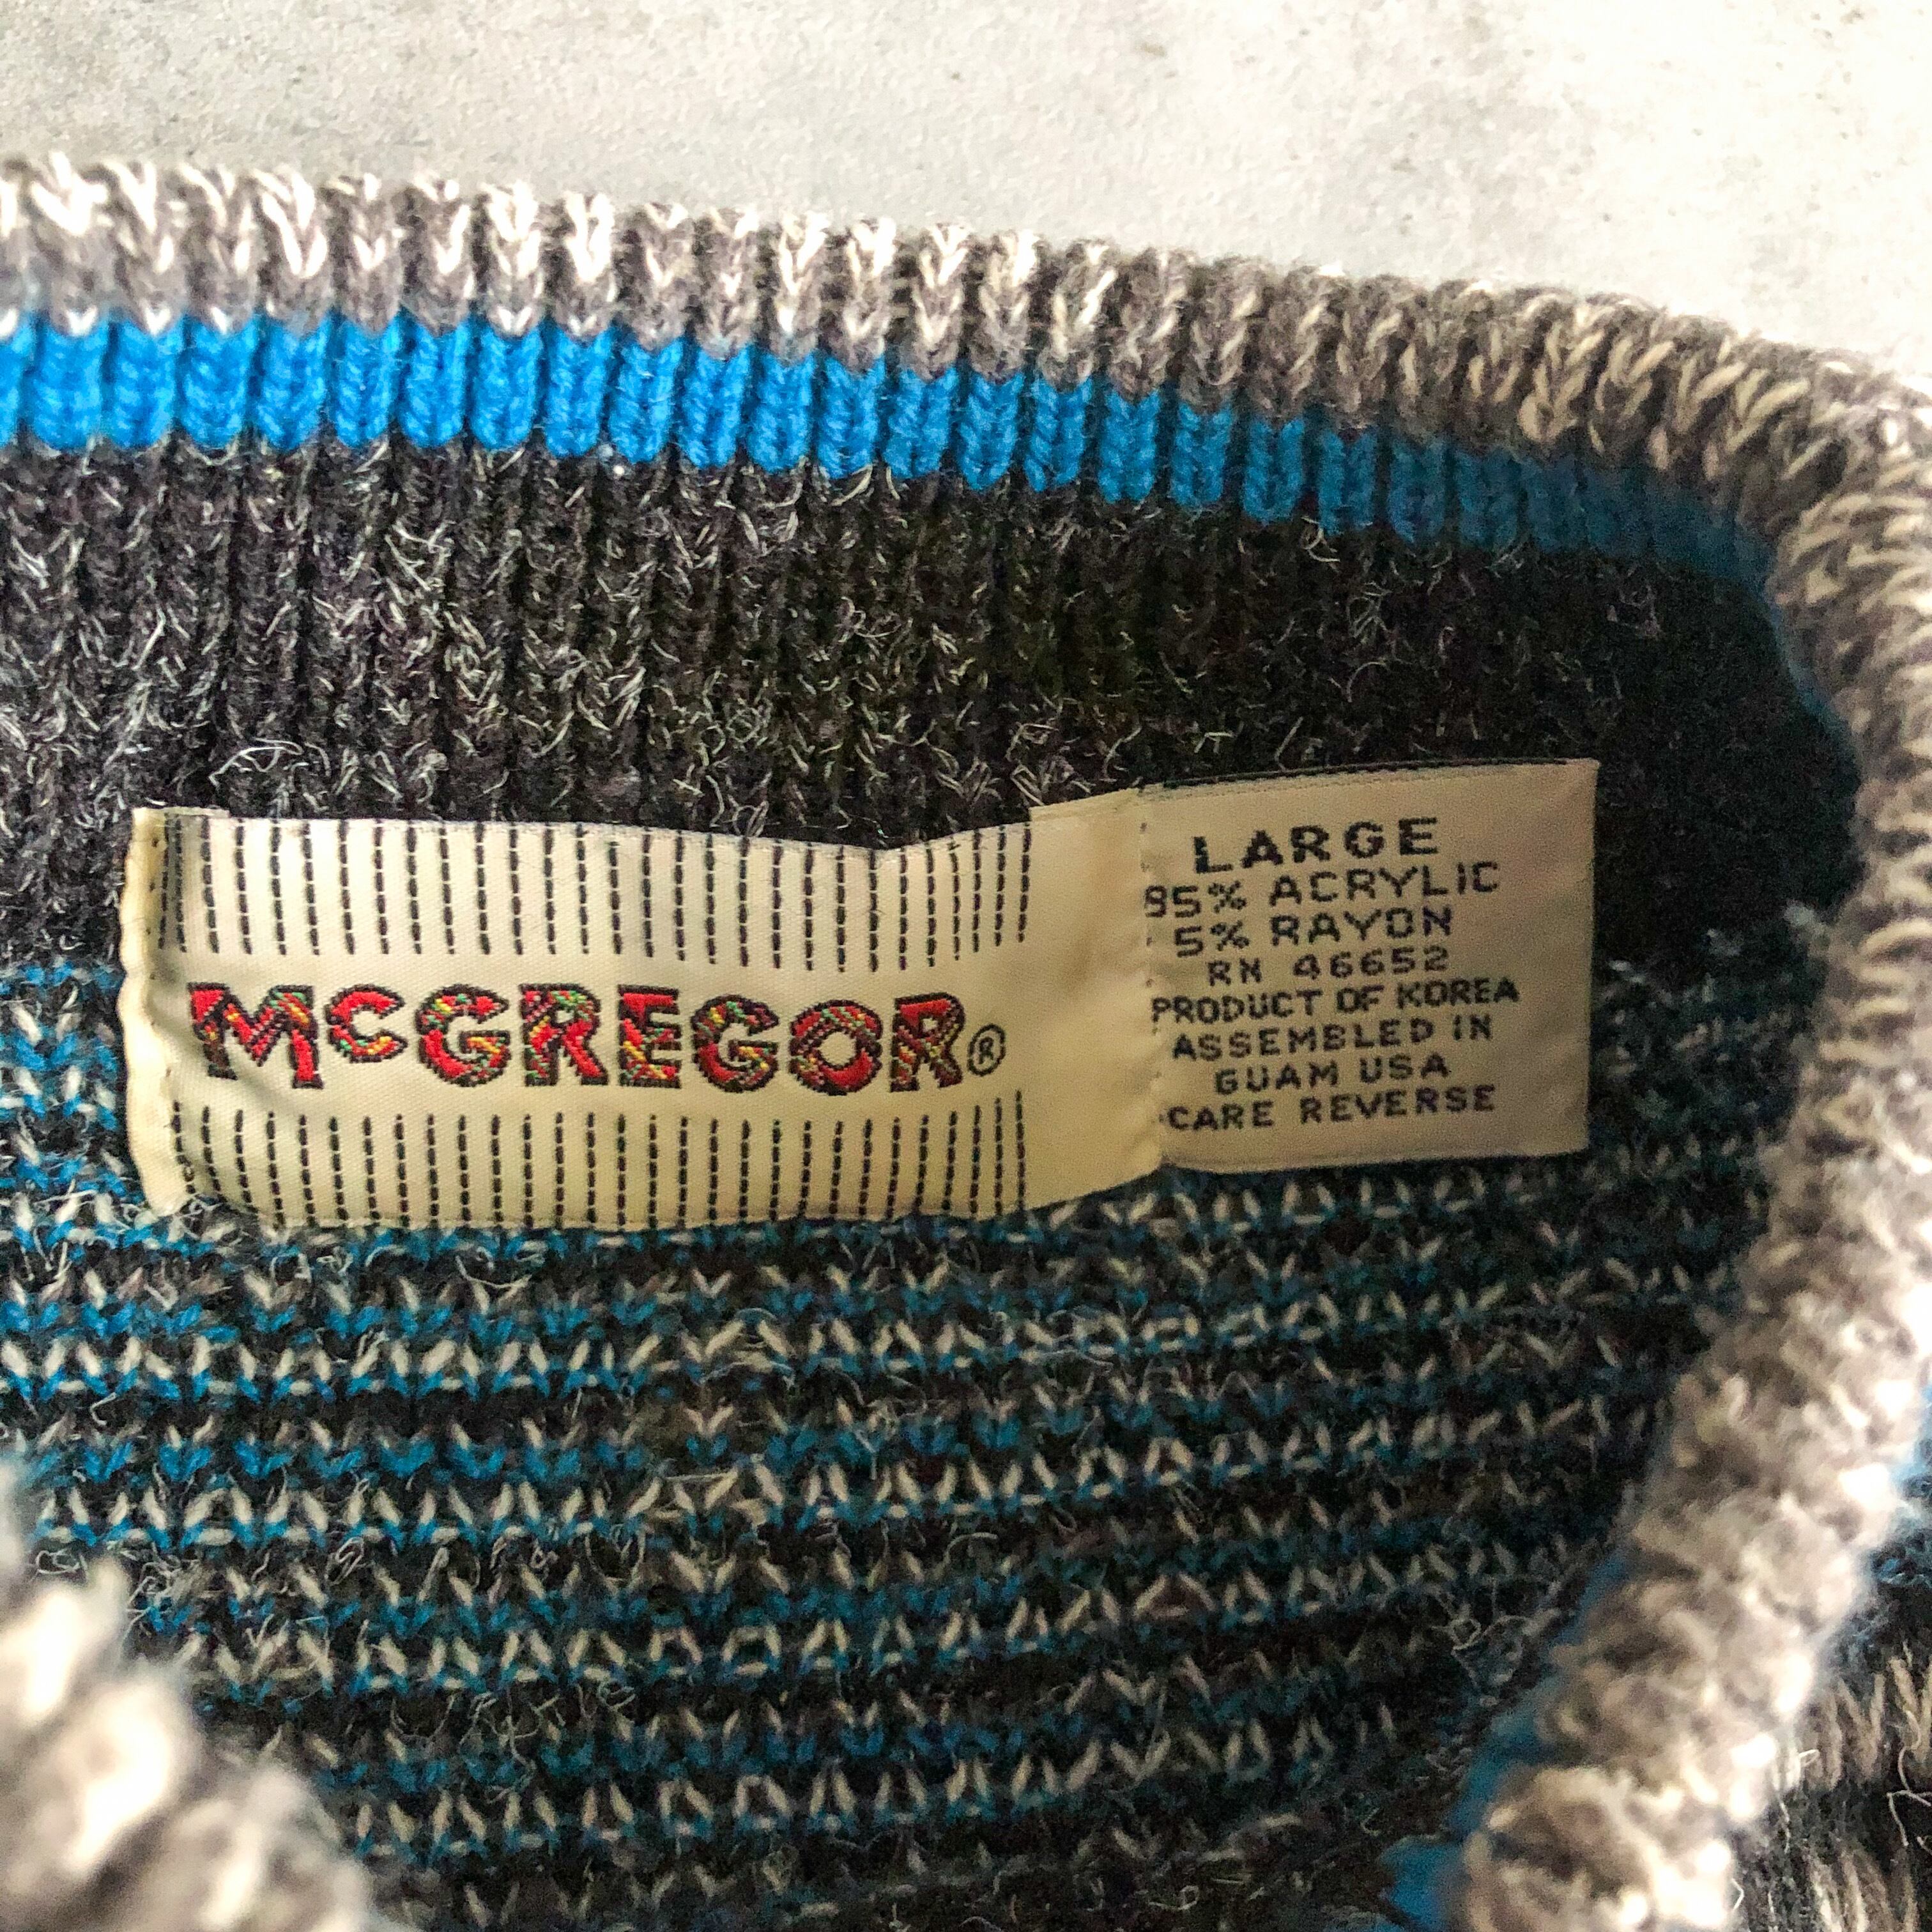 McGREGOR®
LARGE
95% ACRYLIC
5% RAYON
RN 46652
PRODUCT OF KOREA
ASSEMBLED IN
GUAM USA
CARE REVERSE